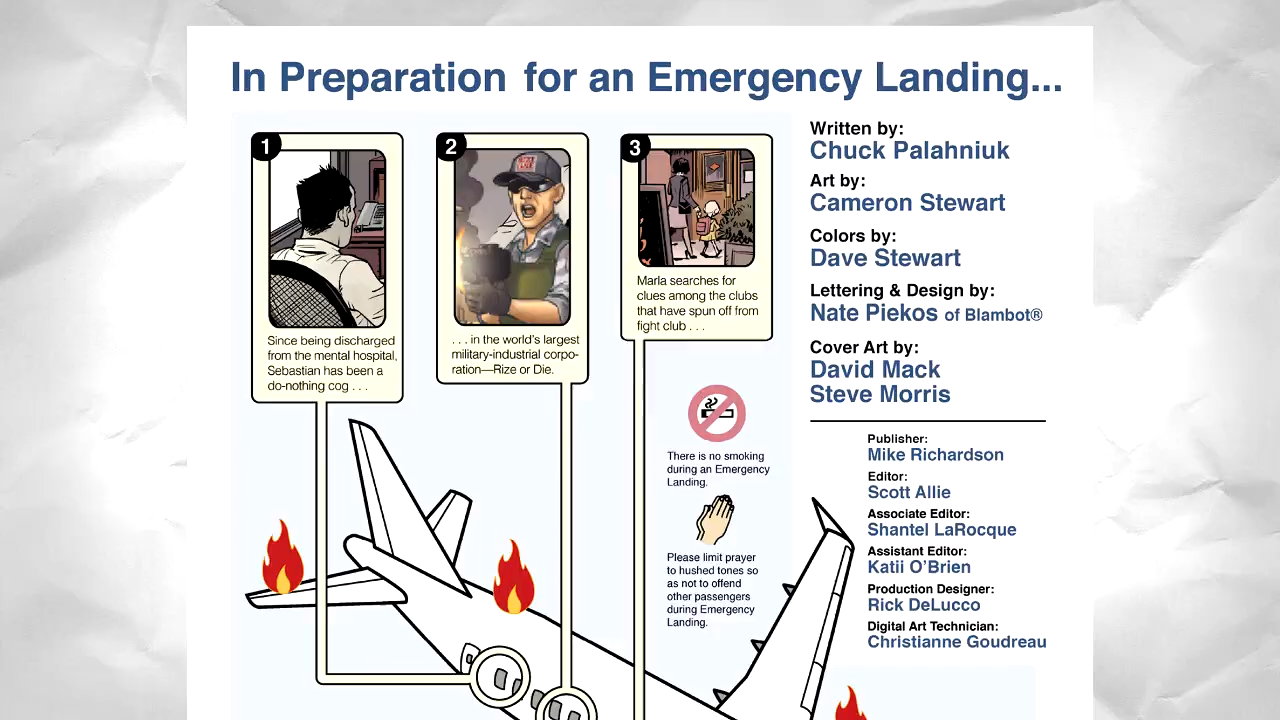 In Preparation for an Emergency Landing...
1
Since being discharged
from the mental hospital,
Sebastian has been a
do-nothing cog . . .
2
. . . in the world's largest
military-industrial corpo-
ration—Rize or Die.
3
Marla searches for
clues among the clubs
that have spun off from
fight club . . .
There is no smoking
during an Emergency
Landing.
Please limit prayer
to hushed tones so
as not to offend
other passengers
during Emergency
Landing.
Written by:
Chuck Palahniuk
Art by:
Cameron Stewart
Colors by:
Dave Stewart
Lettering & Design by:
Nate Piekos of Blambot®
Cover Art by:
David Mack
Steve Morris
Publisher:
Mike Richardson
Editor:
Scott Allie
Associate Editor:
Shantel LaRocque
Assistant Editor:
Katii O'Brien
Production Designer:
Rick DeLucco
Digital Art Technician:
Christianne Goudreau